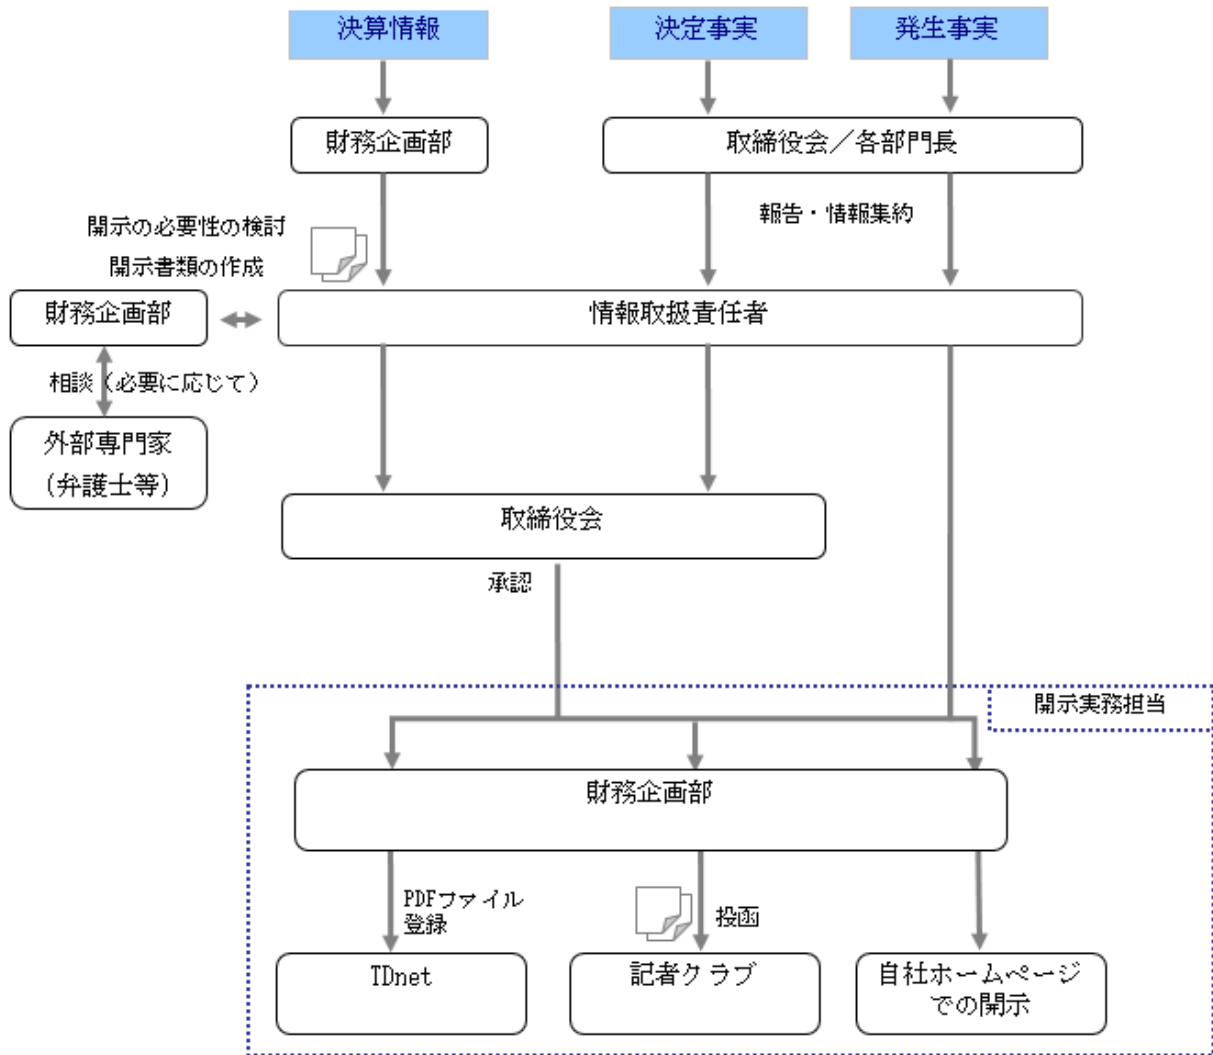 決算情報
決定事実
発生事実
財務企画部
取締役会／各部門長
報告・情報集約
開示の必要性の検討
開示書類の作成
財務企画部
情報取扱責任者
相談（必要に応じて）
外部専門家
(弁護士等)
取締役会
承認
開示実務担当
財務企画部
PDFファイル
登録
投函
TDnet
記者クラブ
自社ホームページ
での開示